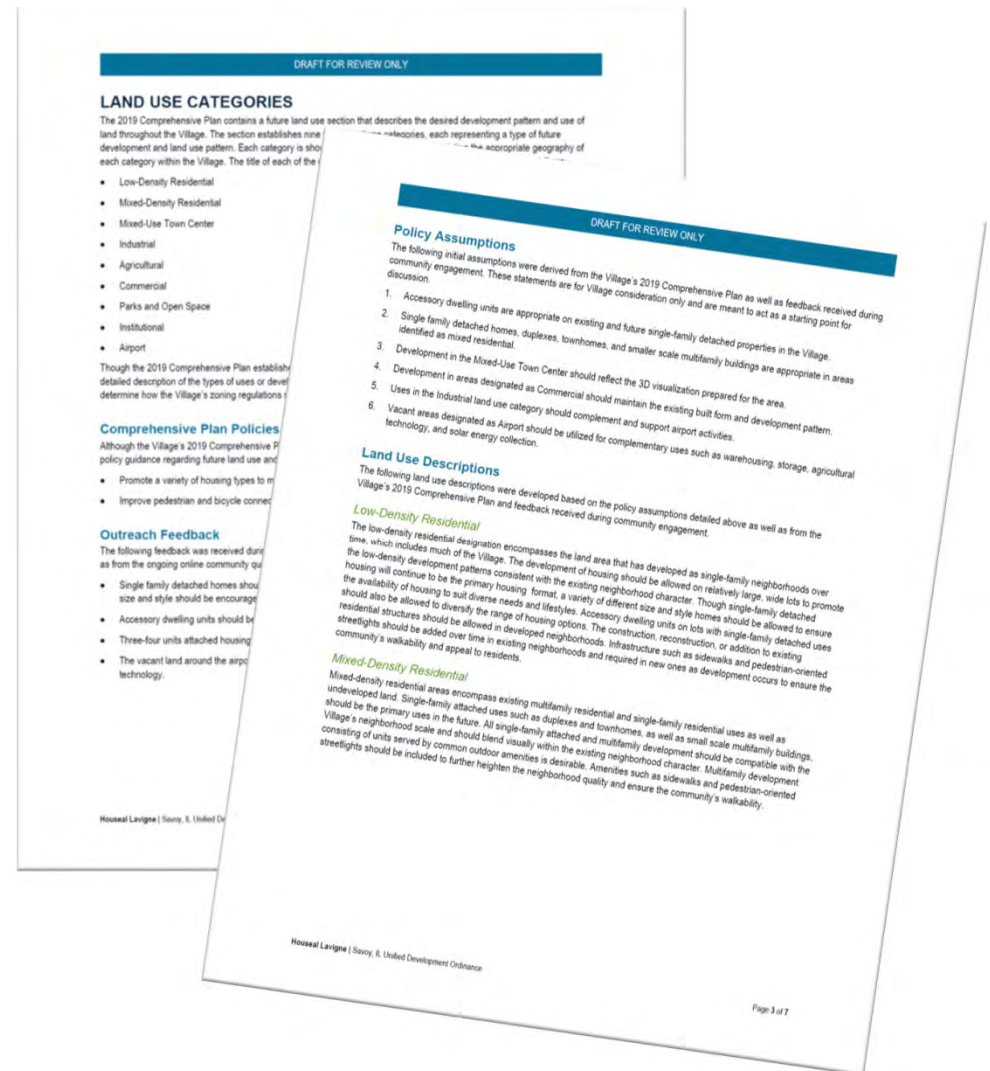 DRAFT FOR REVIEW ONLY
LAND USE CATEGORIES
The 2019 Comprehensive Plan contains a future land use section that describes the desired development pattern and use of
land throughout the Village. The section establishes nine categories, each representing a type of future
development and land use pattern. Each category is the appropriate geography of
each category within the Village. The title of each of the
• Low-Density Residential
• Mixed-Density Residential
• Mixed-Use Town Center
• Industrial
• Agricultural
• Commercial
• Parks and Open Space
• Institutional
• Airport
Though the 2019 Comprehensive Plan
detailed description of the types of uses or
determine how the Village's zoning regulations
Comprehensive Plan Policies
Although the Village's 2019 Comprehensive
policy guidance regarding future land use and
• Promote a variety of housing types to
• Improve pedestrian and bicycle
Outreach Feedback
The following feedback was received
as from the ongoing online community
• Single family detached homes
size and style should be
• Accessory dwelling units should
• Three-four units attached housing
• The vacant land around the
technology.
Houseal Lavigne | Savoy, IL
DRAFT FOR REVIEW ONLY
Policy Assumptions
The following initial assumptions were derived from the Village's 2019 Comprehensive Plan as well as feedback received during
community engagement. These statements are for Village consideration only and are meant to act as a starting point for
discussion.
1. Accessory dwelling units are appropriate on existing and future single-family detached properties in the Village.
2. Single family detached homes, duplexes, townhomes, and smaller scale multifamily buildings are appropriate in areas
identified as mixed residential.
3. Development in the Mixed-Use Town Center should reflect the 3D visualization prepared for the area.
4. Development in areas designated as Commercial should maintain the existing built form and development pattern.
5. Uses in the Industrial land use category should complement and support airport activities.
6. Vacant areas designated as Airport should be utilized for complementary uses such as warehousing, storage, agricultural
technology, and solar energy collection.
Land Use Descriptions
The following land use descriptions were developed based on the policy assumptions detailed above as well as from the
Village's 2019 Comprehensive Plan and feedback received during community engagement.
Low-Density Residential
The low-density residential designation encompasses the land area that has developed as single-family neighborhoods over
time, which includes much of the Village. The development of housing should be allowed on relatively large, wide lots to promote
the low-density development patterns consistent with the existing neighborhood character. Though single-family detached
housing will continue to be the primary housing format, a variety of different size and style homes should be allowed to ensure
the availability of housing to suit diverse needs and lifestyles. Accessory dwelling units on lots with single-family detached uses
should also be allowed to diversify the range of housing options. The construction, reconstruction, or addition to existing
residential structures should be allowed in developed neighborhoods. Infrastructure such as sidewalks and pedestrian-oriented
streetlights should be added over time in existing neighborhoods and required in new ones as development occurs to ensure the
community's walkability and appeal to residents.
Mixed-Density Residential
Mixed-density residential areas encompass existing multifamily residential and single-family residential uses as well as
undeveloped land. Single-family attached uses such as duplexes and townhomes, as well as small scale multifamily buildings,
should be the primary uses in the future. All single-family attached and multifamily development should be compatible with the
Village's neighborhood scale and should blend visually within the existing neighborhood character. Multifamily development
consisting of units served by common outdoor amenities is desirable. Amenities such as sidewalks and pedestrian-oriented
streetlights should be included to further heighten the neighborhood quality and ensure the community's walkability.
Houseal Lavigne | Savoy, IL Unified Development Ordinance
Page 3 of 7